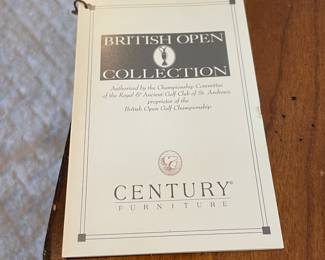 BRITISH OPEN
COLLECTION
Authorized by the Championship Committee
of the Royal & Ancient Golf Club of St. Andrews
proprietor of the
British Open Golf Championship
CENTURY®
FURNITURE